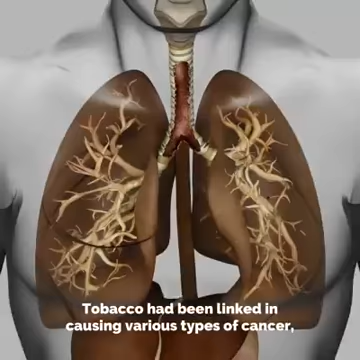 Tobacco had been linked in
causing various types of cancer,